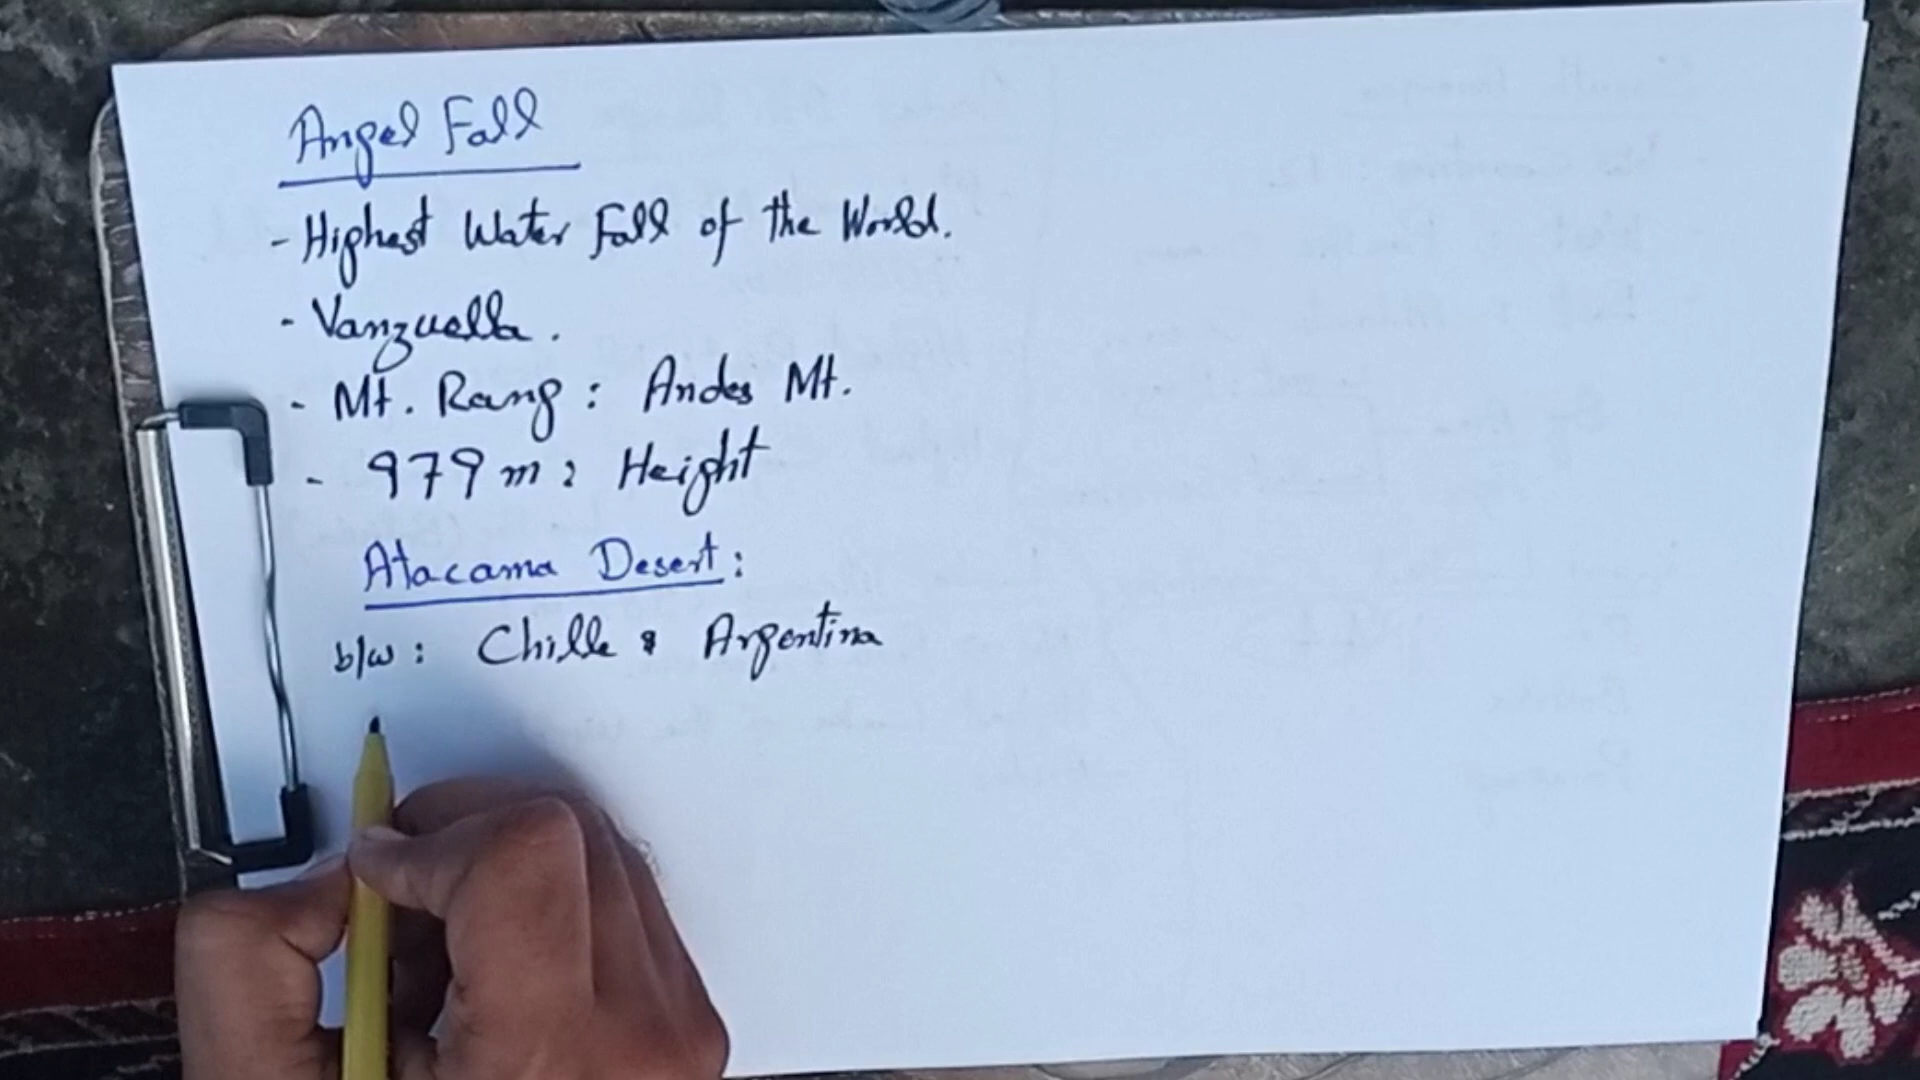 Angel Fall
- Highest Water Fall of the World.
- Vanzuella.
- Mt. Rang : Andes Mt.
- 979 m : Height
Atacama Desert :
b/w : Chille & Argentina